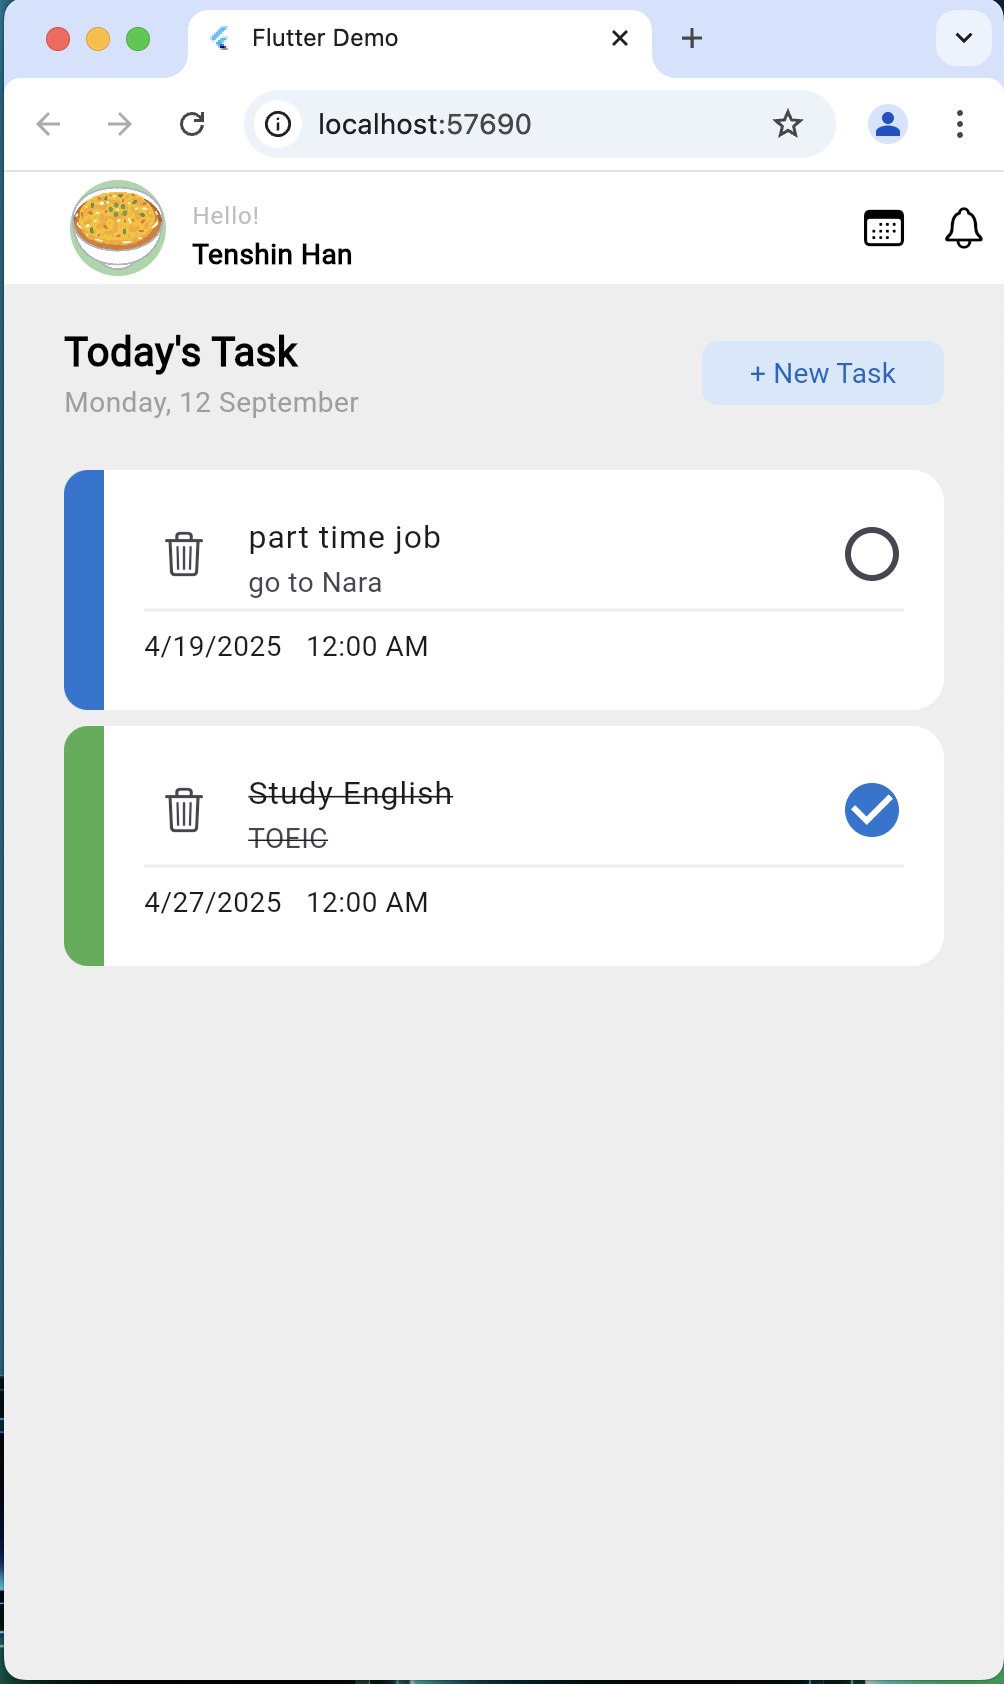 Flutter Demo
localhost:57690
Hello!
Tenshin Han
Today's Task
+ New Task
Monday, 12 September
part time job
go to Nara
4/19/2025 12:00 AM
Study English
TOEIC
4/27/2025 12:00 AM